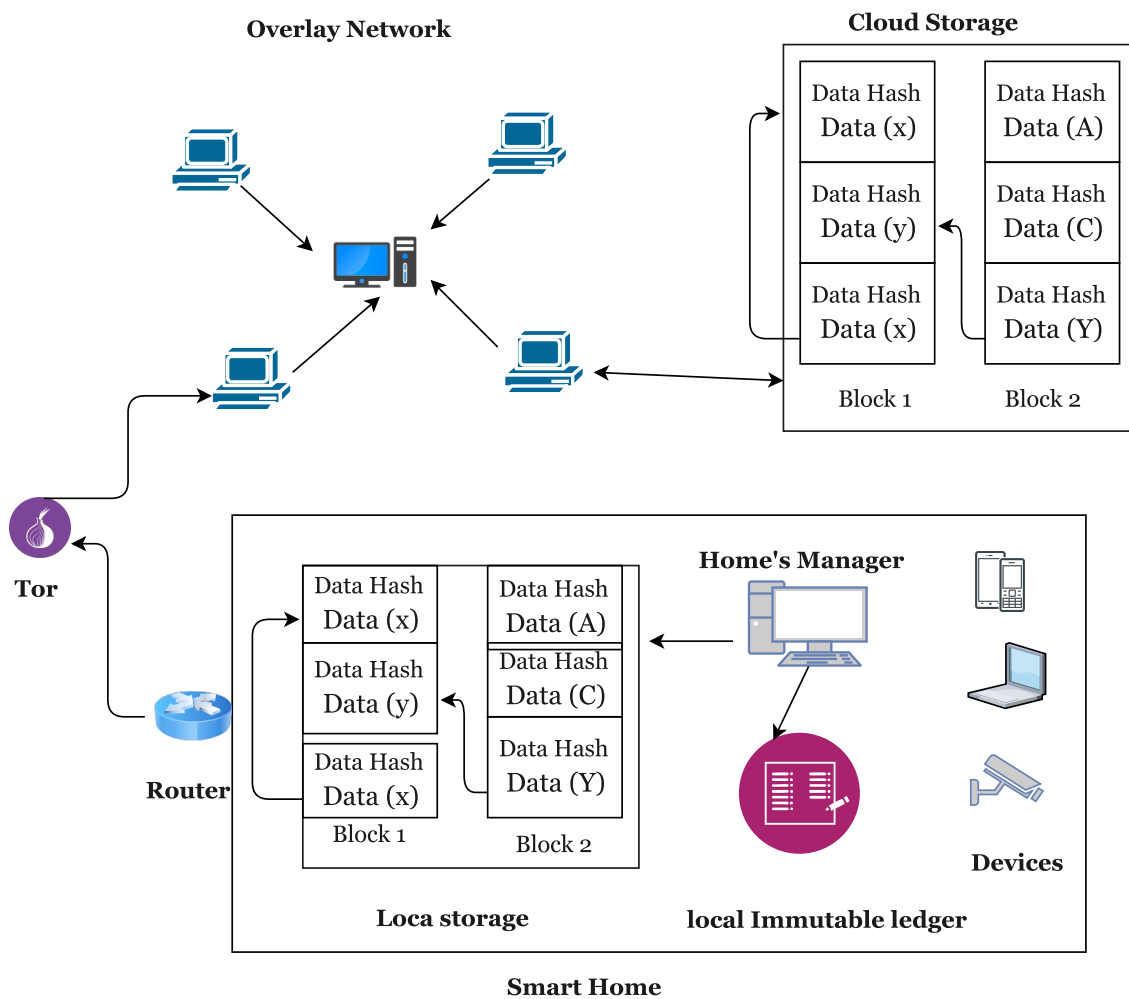 Overlay Network
Cloud Storage
Data Hash
Data (x)
Data Hash
Data (y)
Data Hash
Data (x)
Block 1
Data Hash
Data (A)
Data Hash
Data (C)
Data Hash
Data (Y)
Block 2
Tor
Router
Data Hash
Data (x)
Data Hash
Data (y)
Data Hash
Data (x)
Block 1
Data Hash
Data (A)
Data Hash
Data (C)
Data Hash
Data (Y)
Block 2
Loca storage
Home's Manager
local Immutable ledger
Devices
Smart Home